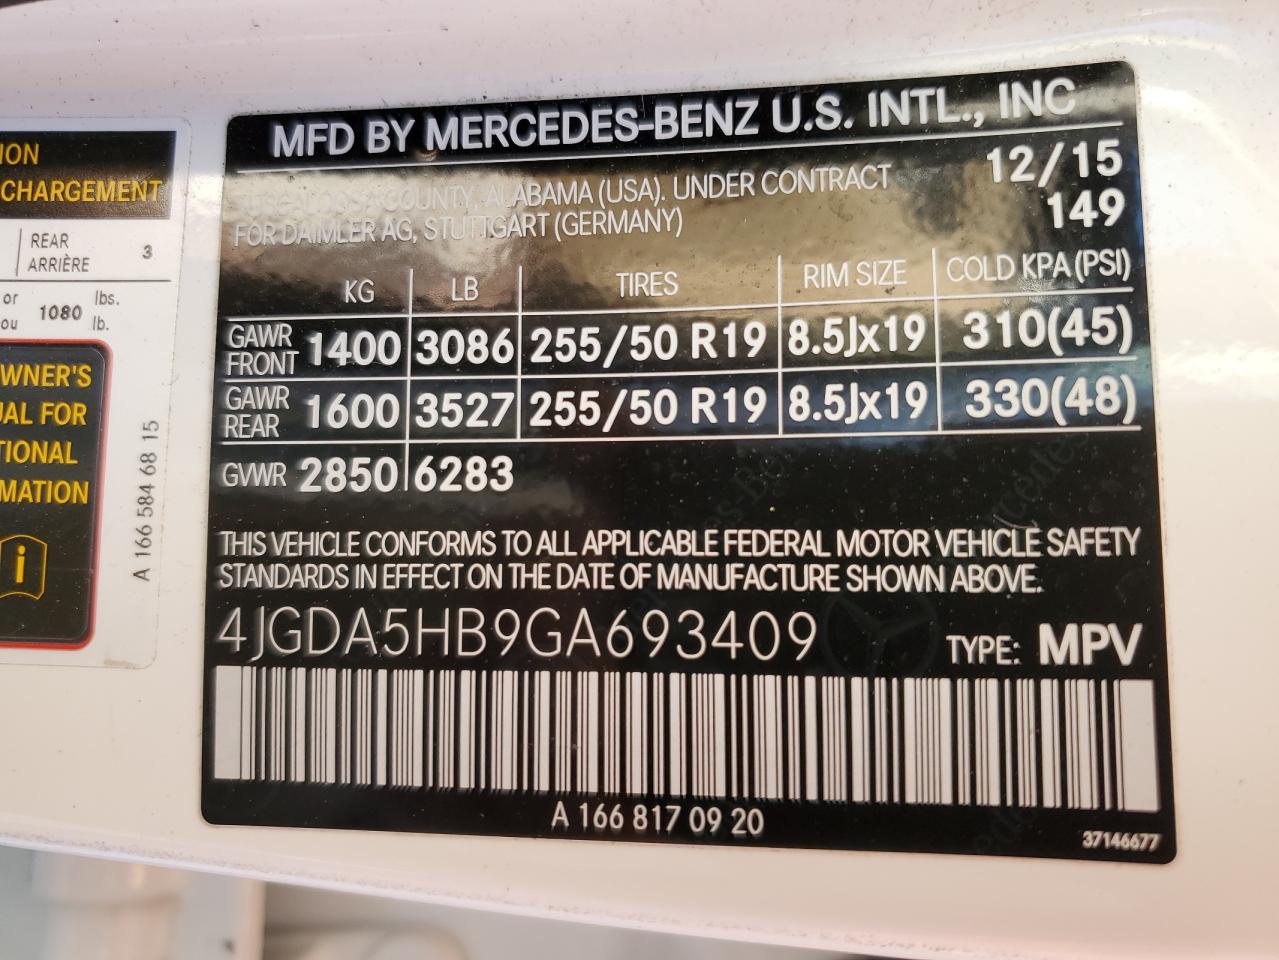 ION
CHARGEMENT
REAR
ARRIÈRE
3
or
ou
1080
lbs.
lb.
WNER'S
UAL FOR
TIONAL
MATION
i
A 166 584 68 15
MFD BY MERCEDES-BENZ U.S. INTL., INC
COUNTY, ALABAMA (USA). UNDER CONTRACT 12/15
FOR DAIMLER AG, STUTTGART (GERMANY) 149
KG LB TIRES RIM SIZE COLD KPA (PSI)
GAWR FRONT 1400 3086 255/50 R19 8.5Jx19 310(45)
GAWR REAR 1600 3527 255/50 R19 8.5Jx19 330(48)
GVWR 2850 6283
THIS VEHICLE CONFORMS TO ALL APPLICABLE FEDERAL MOTOR VEHICLE SAFETY
STANDARDS IN EFFECT ON THE DATE OF MANUFACTURE SHOWN ABOVE.
4JGDA5HB9GA693409 TYPE: MPV
A 166 817 09 20
37146677